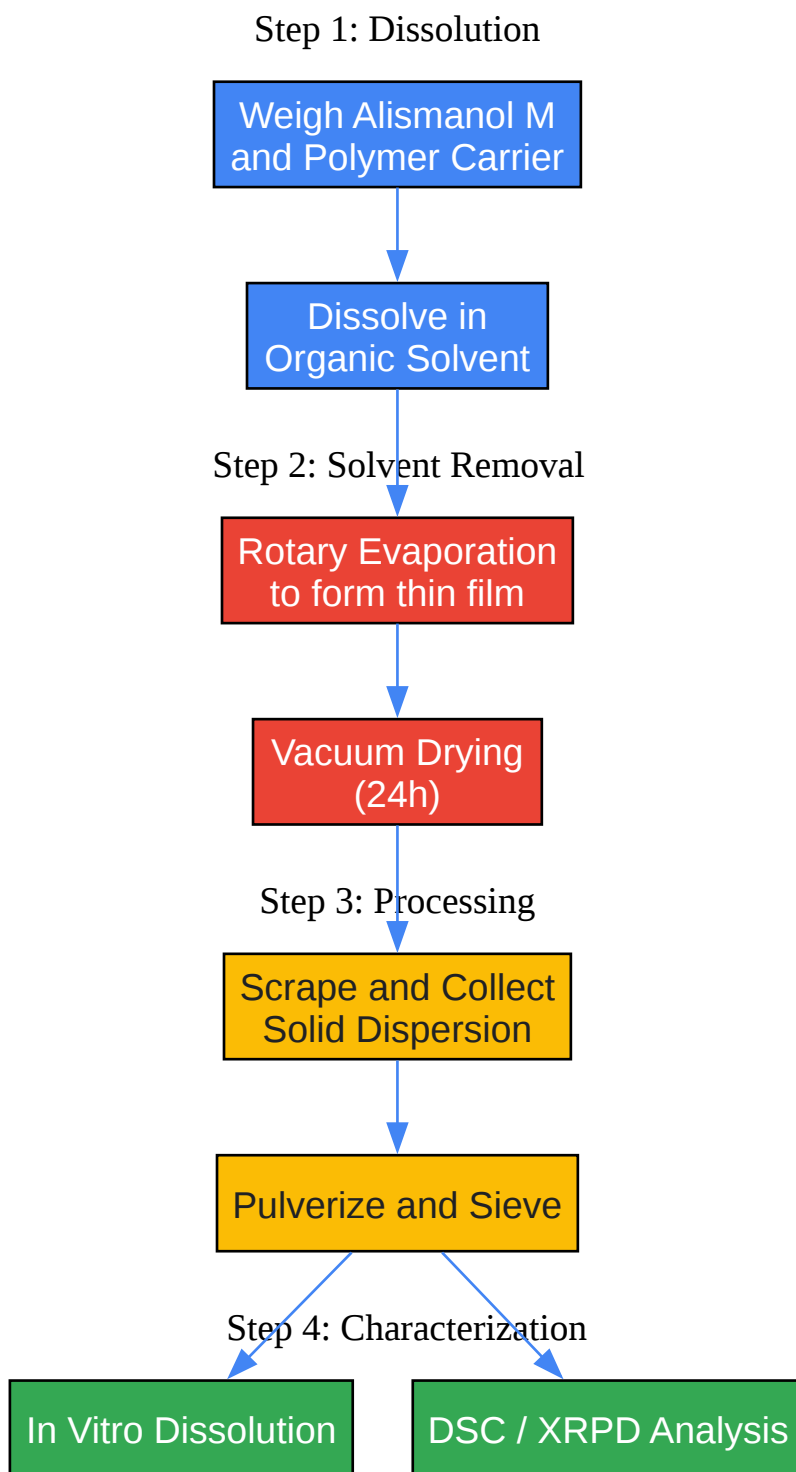 Step 1: Dissolution
Weigh Alismanol M
and Polymer Carrier
Dissolve in
Organic Solvent
Step 2: Solvent Removal
Rotary Evaporation
to form thin film
Vacuum Drying
(24h)
Step 3: Processing
Scrape and Collect
Solid Dispersion
Pulverize and Sieve
Step 4: Characterization
In Vitro Dissolution
DSC / XRPD Analysis